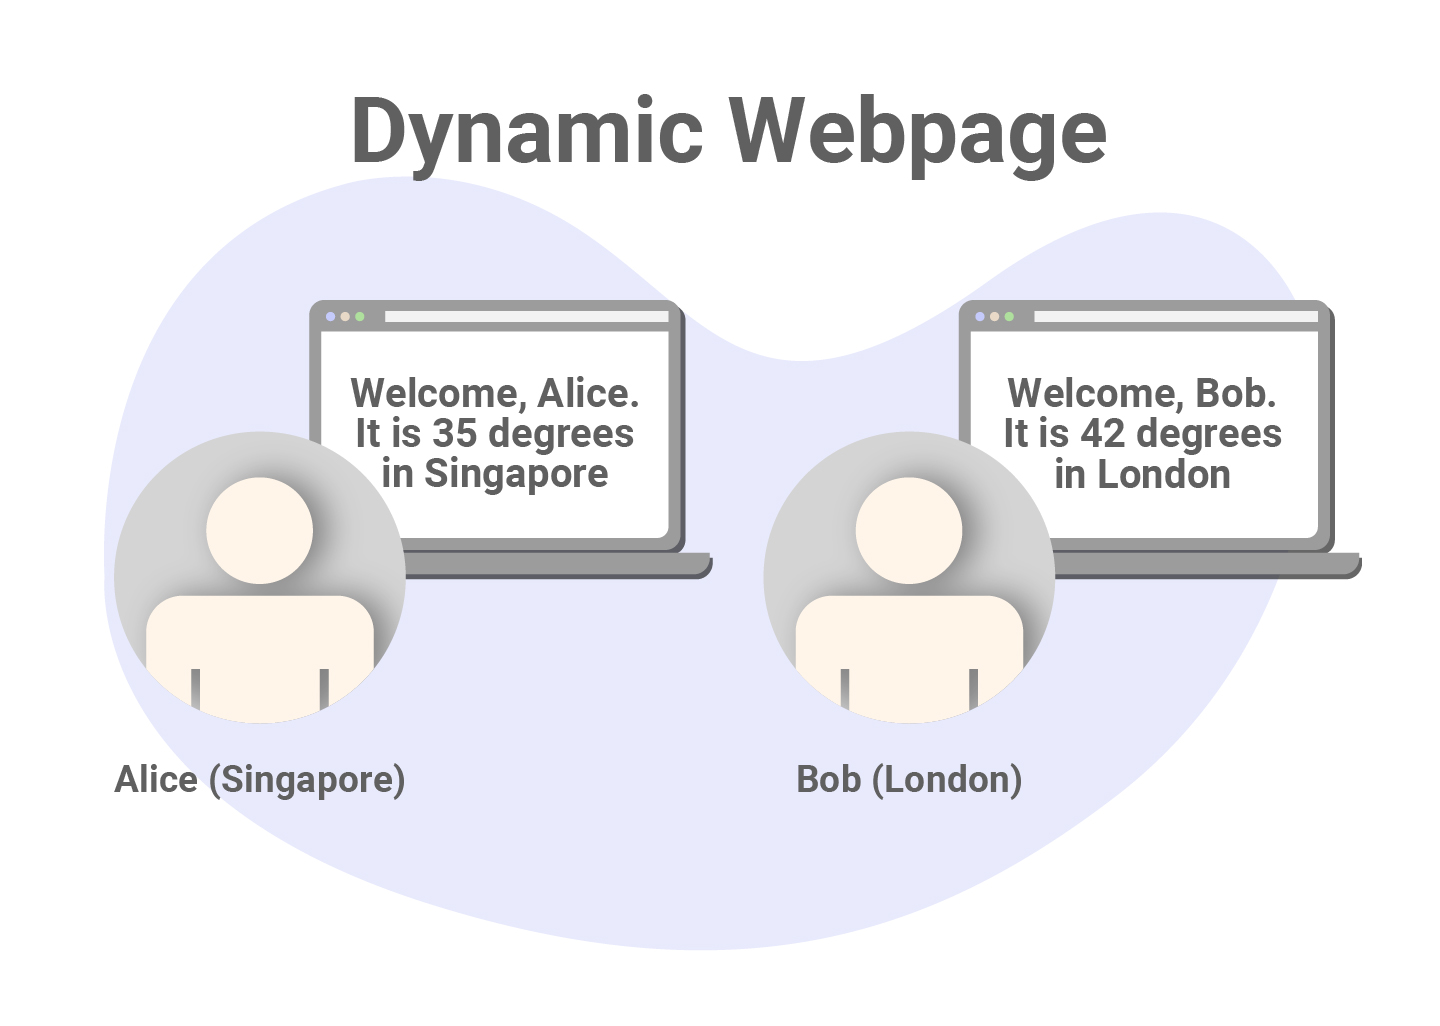 Dynamic Webpage
Welcome, Alice.
It is 35 degrees
in Singapore
Welcome, Bob.
It is 42 degrees
in London
Alice (Singapore)
Bob (London)